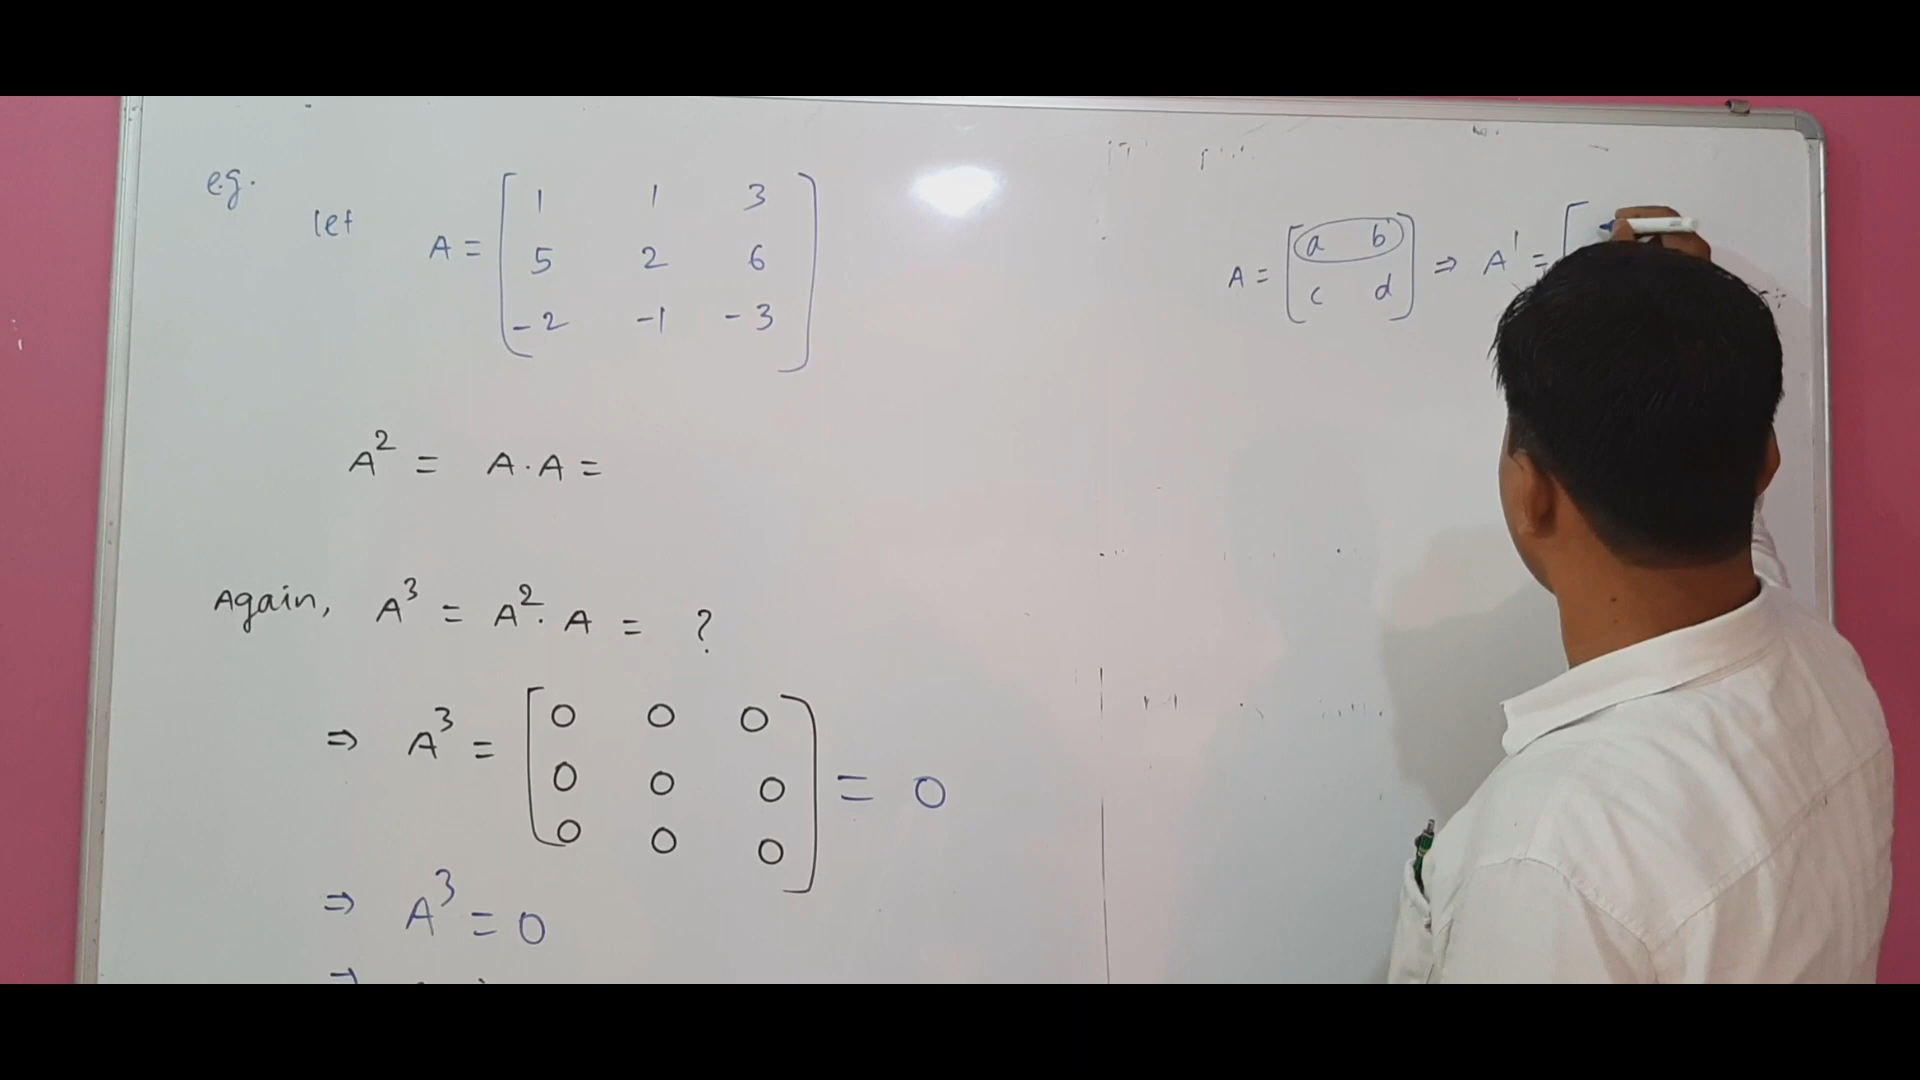 e.g.
let
A = [ 1 1 3
5 2 6
-2 -1 -3 ]
A² = A·A =
Again, A³ = A²·A = ?
⇒ A³ = [ 0 0 0
0 0 0
0 0 0 ] = 0
⇒ A³ = 0
A = [ a b
c d ] ⇒ A' = [